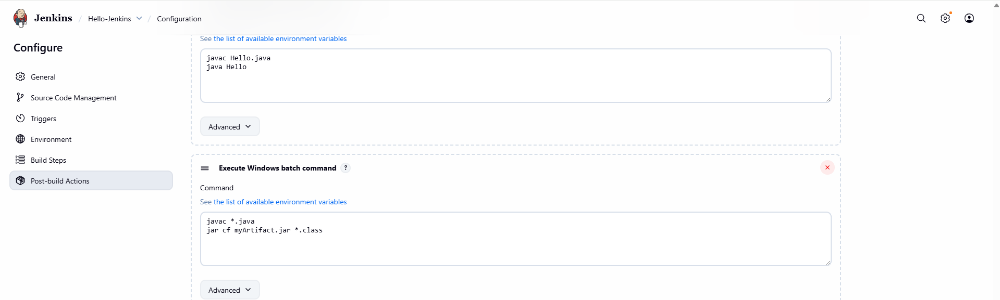 Jenkins / Hello-Jenkins / Configuration
Configure
General
Source Code Management
Triggers
Environment
Build Steps
Post-build Actions
See the list of available environment variables
javac Hello.java
java Hello
Advanced
Execute Windows batch command ?
Command
See the list of available environment variables
javac *.java
jar cf myArtifact.jar *.class
Advanced